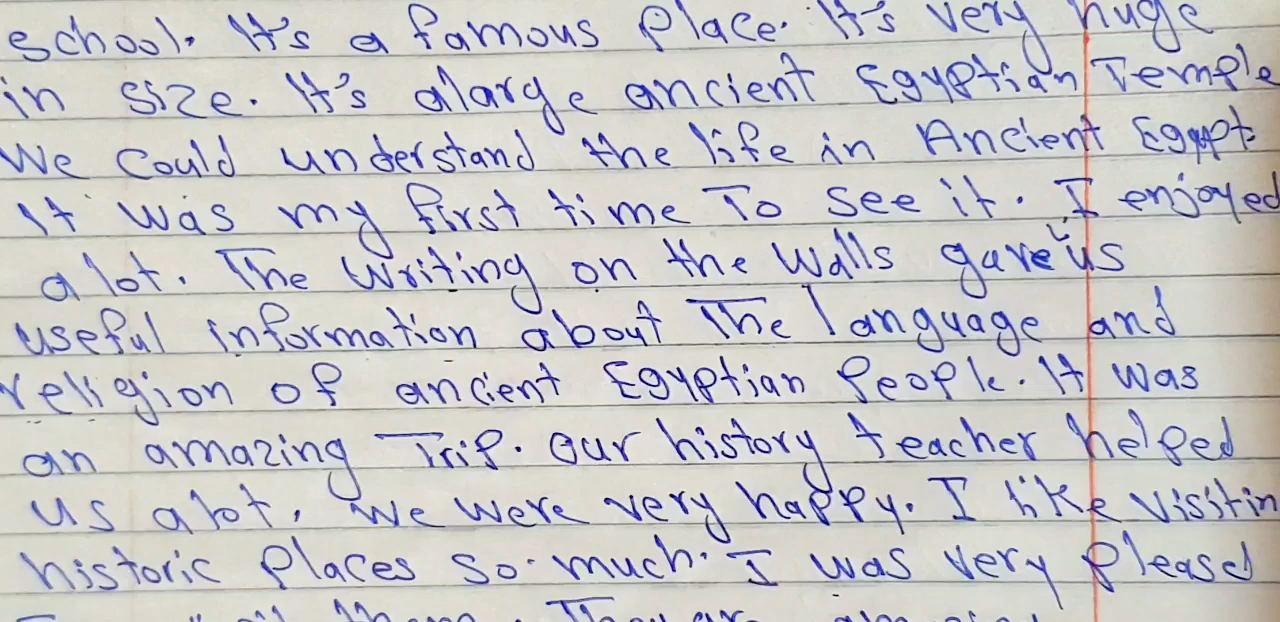 school. It's a famous Place. It's very huge
in size. It's alarge ancient Egyptian Temple
We Could understand the life in Ancient Egypt.
It was my first time To see it. I enjoyed
a lot. The Writing on the Walls gave us
useful information about The language and
religion of ancient Egyptian People. It was
an amazing Trip. Our history teacher helped
us alot. We were very happy. I like visitin
historic Places so much. I was very Pleased